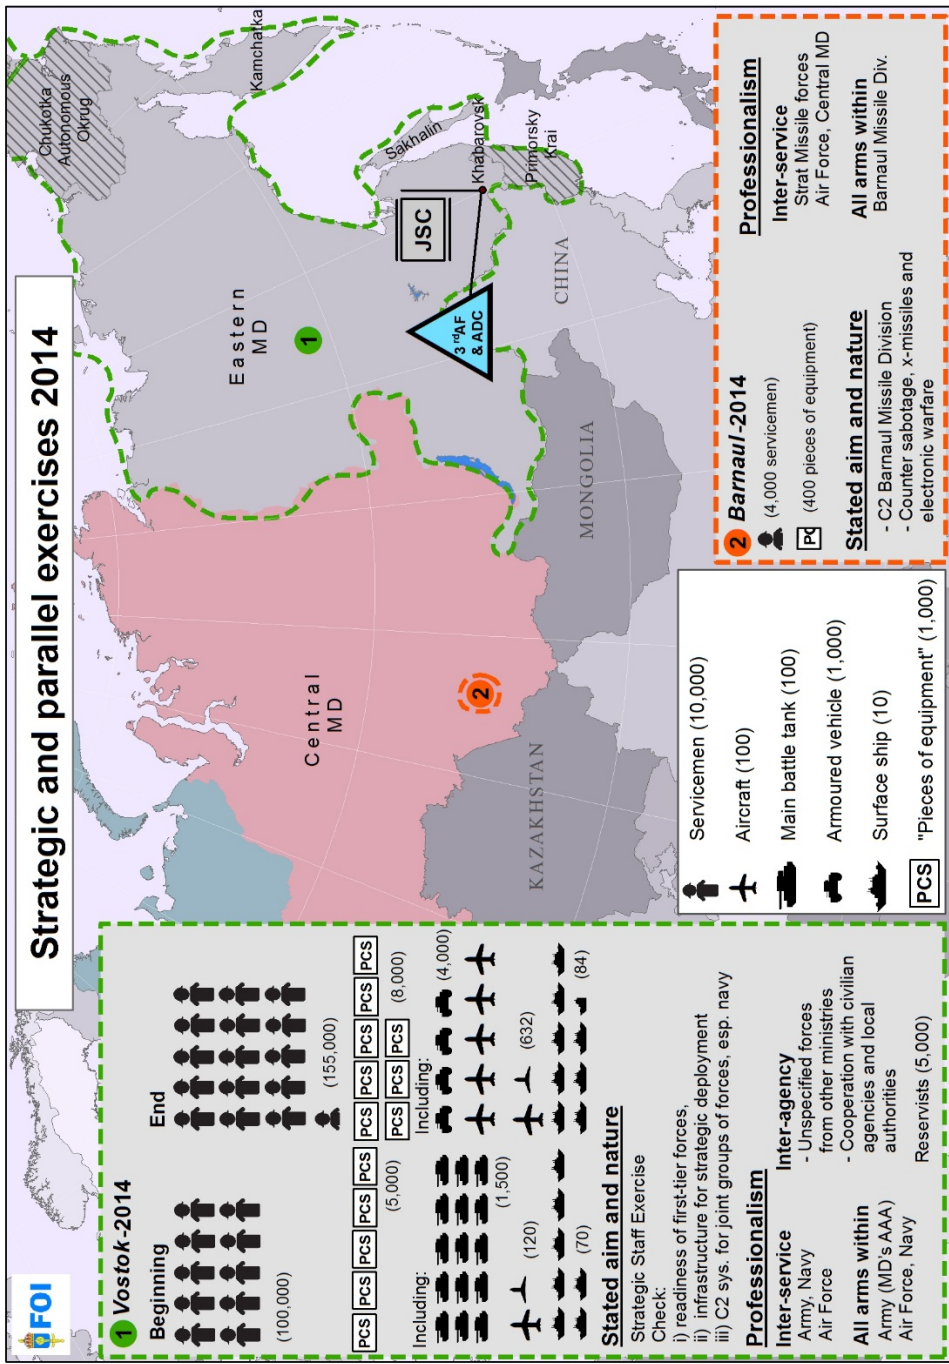 Strategic and parallel exercises 2014
FOI
1 Vostok-2014
Beginning
(100,000)
PCS PCS PCS PCS PCS
(5,000)
Including:
(1,500)
(120)
(70)
End
(155,000)
PCS PCS PCS PCS PCS
PCS PCS PCS
(8,000)
Including:
(4,000)
(632)
(84)
Stated aim and nature
Strategic Staff Exercise
Check:
i) readiness of first-tier forces,
ii) infrastructure for strategic deployment
iii) C2 sys. for joint groups of forces, esp. navy
Professionalism
Inter-service
Army, Navy
Air Force
All arms within
Army (MD's AAA)
Air Force, Navy
Inter-agency
- Unspecified forces
from other ministries
- Cooperation with civilian
agencies and local
authorities
Reservists (5,000)
Chukotka
Autonomous
Okrug
Kamchatka
Sakhalin
Khabarovsk
Primorsky
Krai
Eastern
MD
1
JSC
3rd AF
& ADC
Central
MD
2
CHINA
MONGOLIA
KAZAKHSTAN
Servicemen (10,000)
Aircraft (100)
Main battle tank (100)
Armoured vehicle (1,000)
Surface ship (10)
PCS "Pieces of equipment" (1,000)
2 Barnaul-2014
(4,000 servicemen)
PC (400 pieces of equipment)
Stated aim and nature
- C2 Barnaul Missile Division
- Counter sabotage, x-missiles and
electronic warfare
Professionalism
Inter-service
Strat Missile forces
Air Force, Central MD
All arms within
Barnaul Missile Div.